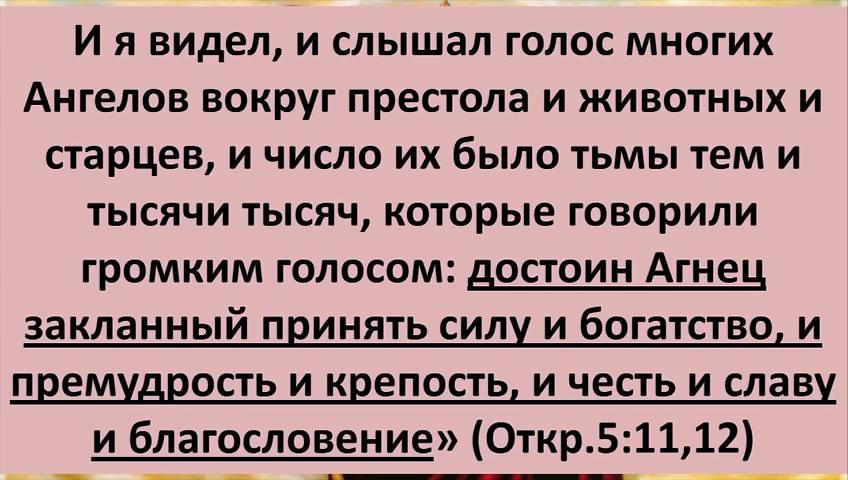 И я видел, и слышал голос многих
Ангелов вокруг престола и животных и
старцев, и число их было тьмы тем и
тысячи тысяч, которые говорили
громким голосом: достоин Агнец
закланный принять силу и богатство, и
премудрость и крепость, и честь и славу
и благословение» (Откр.5:11,12)